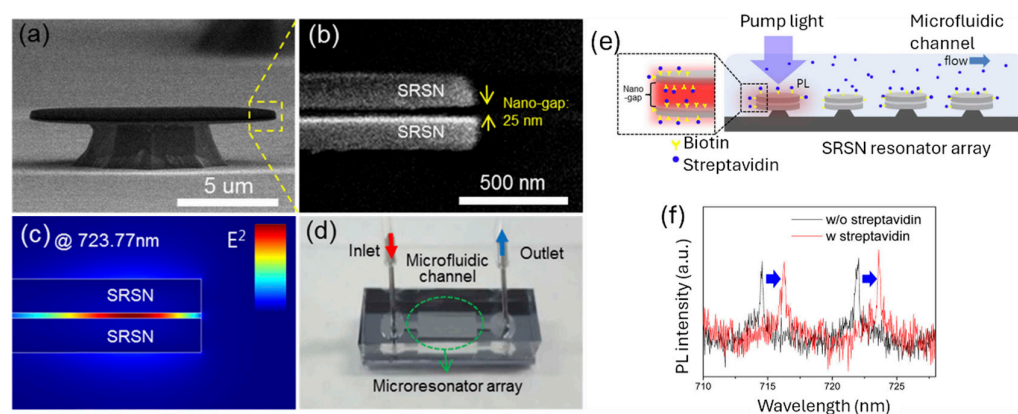 (a)
5 um
(b)
SRSN
SRSN
Nano-gap:
25 nm
500 nm
(c)
@ 723.77nm
E²
SRSN
SRSN
(d)
Inlet
Outlet
Microfluidic
channel
Microresonator array
(e)
Pump light
Microfluidic
channel
flow
PL
Nano
-gap
Biotin
Streptavidin
SRSN resonator array
(f)
w/o streptavidin
w streptavidin
PL intensity (a.u.)
710 715 720 725
Wavelength (nm)